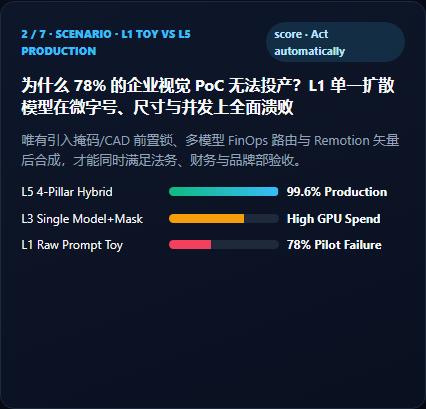 2 / 7 · SCENARIO · L1 TOY VS L5
PRODUCTION
score · Act
automatically
为什么 78% 的企业视觉 PoC 无法投产？L1 单一扩散
模型在微字号、尺寸与并发上全面溃败
唯有引入掩码/CAD 前置锁、多模型 FinOps 路由与 Remotion 矢量
后合成，才能同时满足法务、财务与品牌部验收。
L5 4-Pillar Hybrid 99.6% Production
L3 Single Model+Mask High GPU Spend
L1 Raw Prompt Toy 78% Pilot Failure